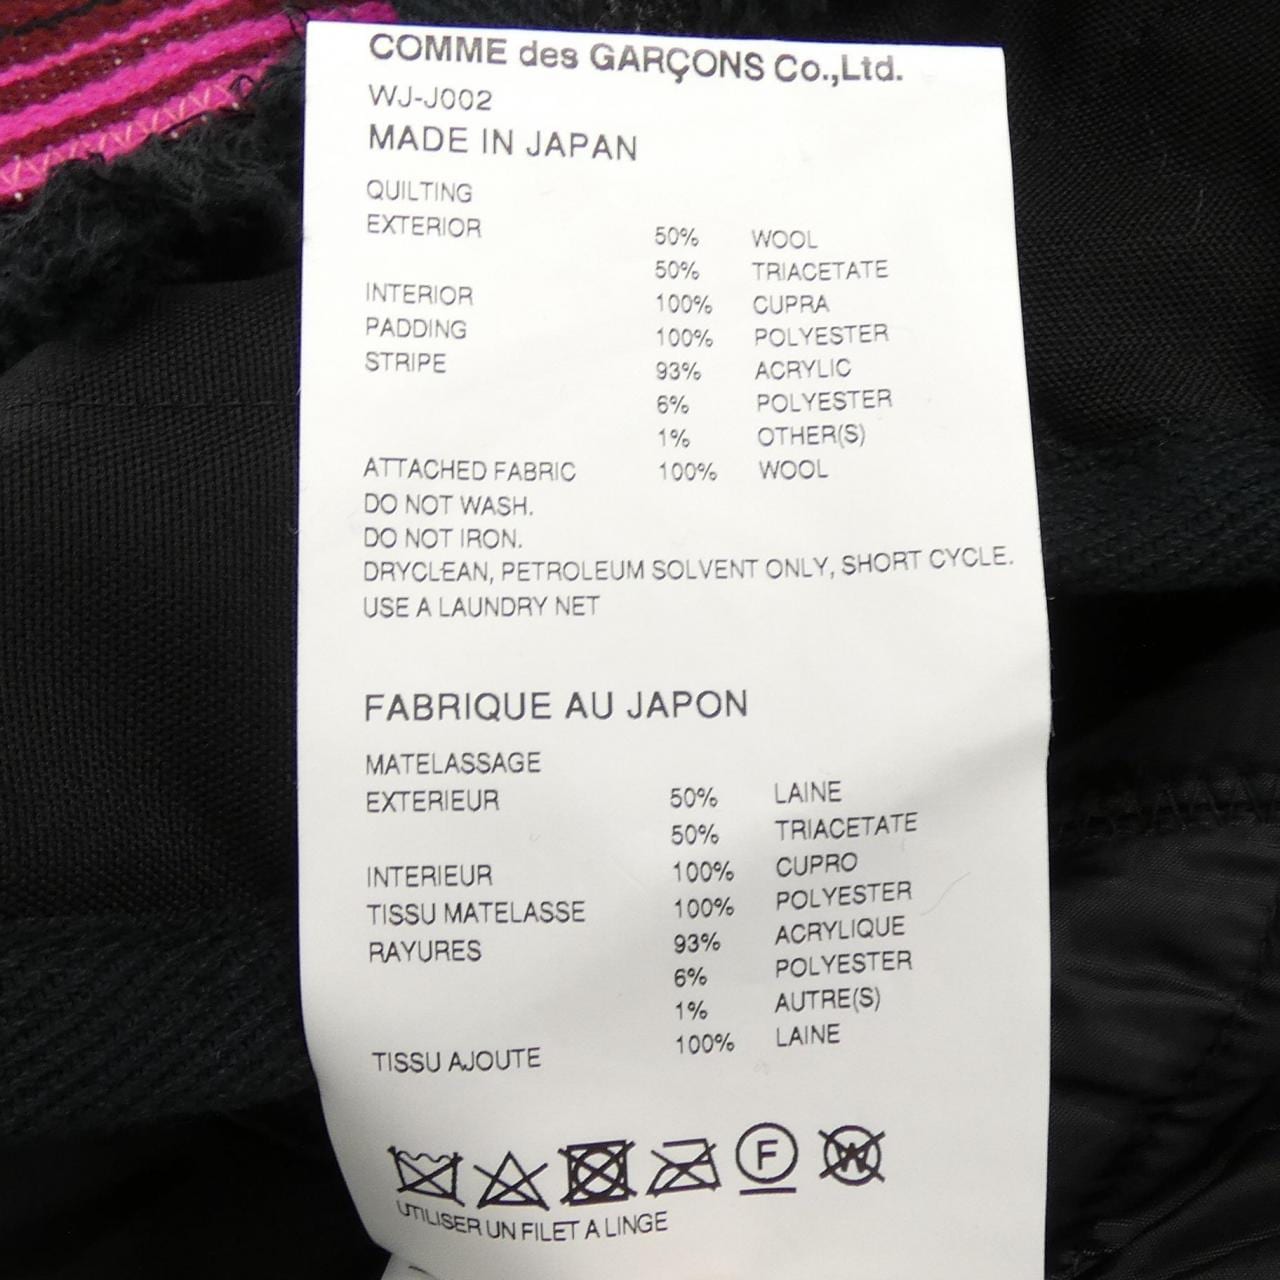 COMME des GARÇONS Co.,Ltd.
WJ-J002
MADE IN JAPAN
QUILTING
EXTERIOR 50% WOOL
50% TRIACETATE
INTERIOR 100% CUPRA
PADDING 100% POLYESTER
STRIPE 93% ACRYLIC
6% POLYESTER
1% OTHER(S)
ATTACHED FABRIC 100% WOOL
DO NOT WASH.
DO NOT IRON.
DRYCLEAN, PETROLEUM SOLVENT ONLY, SHORT CYCLE.
USE A LAUNDRY NET
FABRIQUE AU JAPON
MATELASSAGE
EXTERIEUR 50% LAINE
50% TRIACETATE
INTERIEUR 100% CUPRO
TISSU MATELASSE 100% POLYESTER
RAYURES 93% ACRYLIQUE
6% POLYESTER
1% AUTRE(S)
TISSU AJOUTE 100% LAINE
F W
UTILISER UN FILET A LINGE